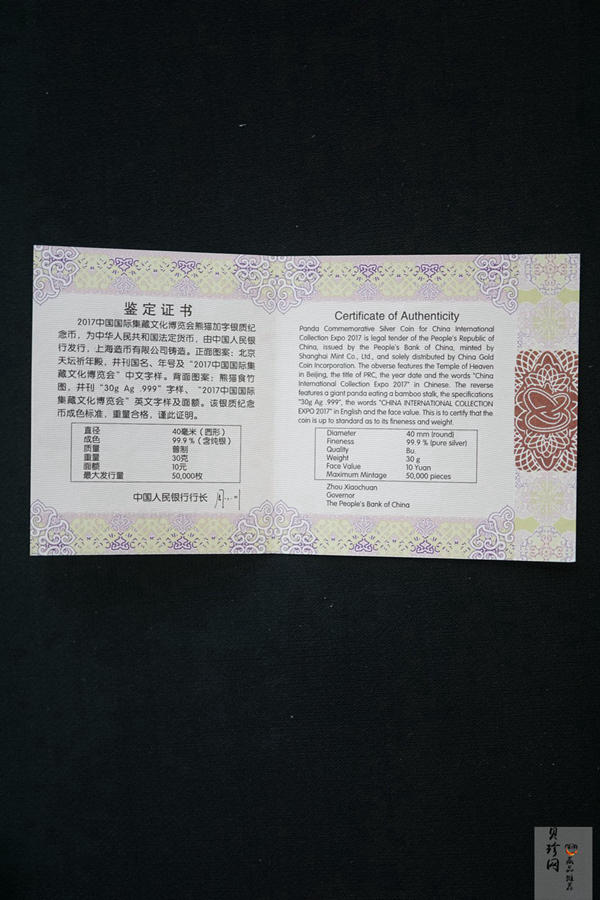 鉴定证书
2017中国国际集藏文化博览会熊猫加字银质纪
念币，为中华人民共和国法定货币，由中国人民银
行发行，上海造币有限公司铸造。正面图案：北京
天坛祈年殿，并刊国名、年号及“2017中国国际集
藏文化博览会”中文字样。背面图案：熊猫食竹
图，并刊“30g Ag .999”字样、“2017中国国际
集藏文化博览会”英文字样及面额。该银质纪念
币成色标准，重量合格，谨此证明。
直径 40毫米（西形）
成色 99.9％（含纯银）
质量 普制
重量 30克
面额 10元
最大发行量 50,000枚
中国人民银行行长
Certificate of Authenticity
Panda Commemorative Silver Coin for China International
Collection Expo 2017 is legal tender of the People's Republic of
China, issued by the People's Bank of China, minted by
Shanghai Mint Co., Ltd., and solely distributed by China Gold
Coin Incorporation. The obverse features the Temple of Heaven
in Beijing, the title of PRC, the year date and the words "China
International Collection Expo 2017" in Chinese. The reverse
features a giant panda eating a bamboo stalk, the specifications
"30g Ag .999", the words "CHINA INTERNATIONAL COLLECTION
EXPO 2017" in English and the face value. This is to certify that the
coin is up to standard as to its fineness and weight.
Diameter 40 mm (round)
Fineness 99.9 % (pure silver)
Quality Bu.
Weight 30 g
Face Value 10 Yuan
Maximum Mintage 50,000 pieces
Zhou Xiaochuan
Governor
The People's Bank of China
贝珍网
藏品推荐